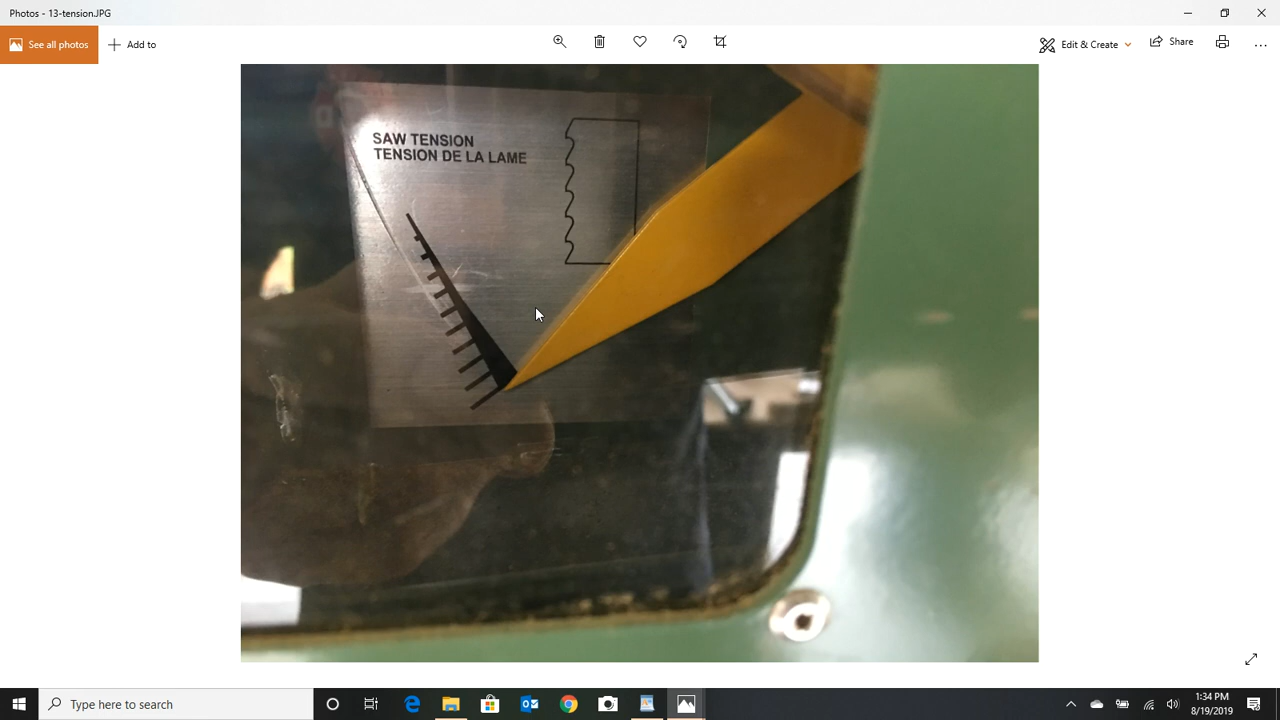 Photos - 13-tension.JPG
See all photos
Add to
Edit & Create
Share
SAW TENSION
TENSION DE LA LAME
Type here to search
1:34 PM
8/19/2019